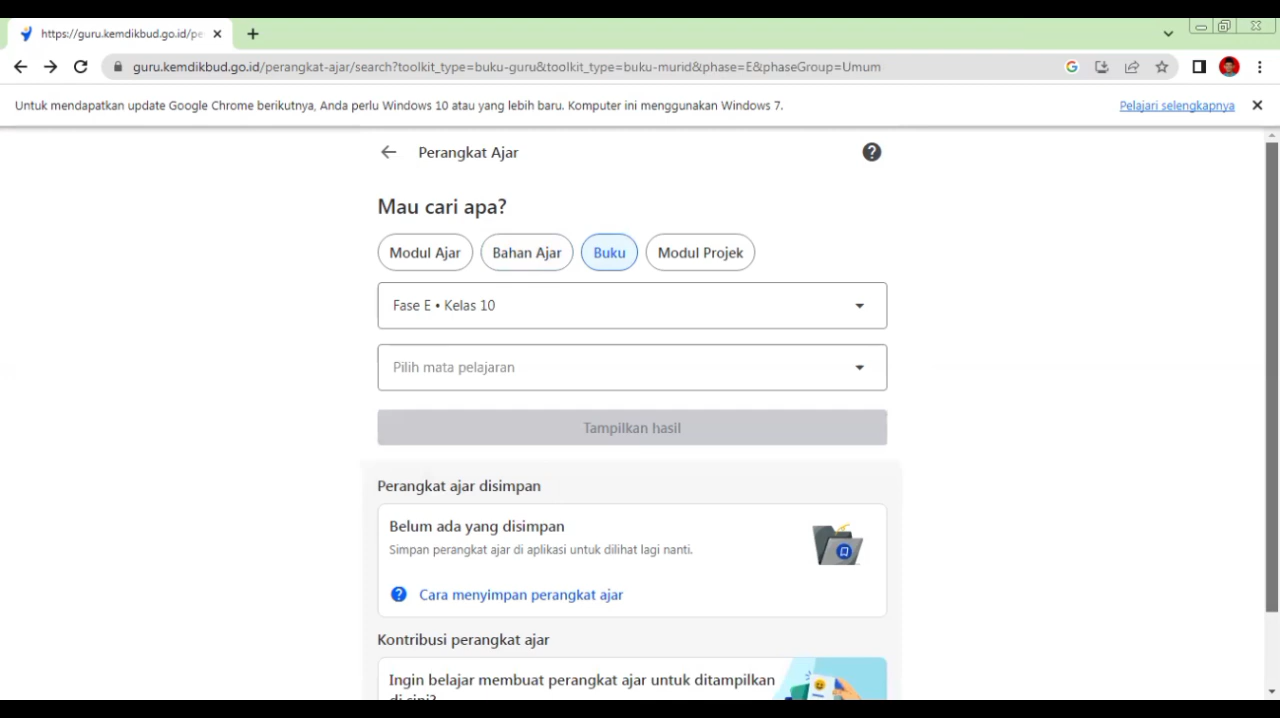 https://guru.kemdikbud.go.id/pe
guru.kemdikbud.go.id/perangkat-ajar/search?toolkit_type=buku-guru&toolkit_type=buku-murid&phase=E&phaseGroup=Umum
Untuk mendapatkan update Google Chrome berikutnya, Anda perlu Windows 10 atau yang lebih baru. Komputer ini menggunakan Windows 7.
Pelajari selengkapnya
Perangkat Ajar
Mau cari apa?
Modul Ajar
Bahan Ajar
Buku
Modul Projek
Fase E • Kelas 10
Pilih mata pelajaran
Tampilkan hasil
Perangkat ajar disimpan
Belum ada yang disimpan
Simpan perangkat ajar di aplikasi untuk dilihat lagi nanti.
Cara menyimpan perangkat ajar
Kontribusi perangkat ajar
Ingin belajar membuat perangkat ajar untuk ditampilkan
di sini?